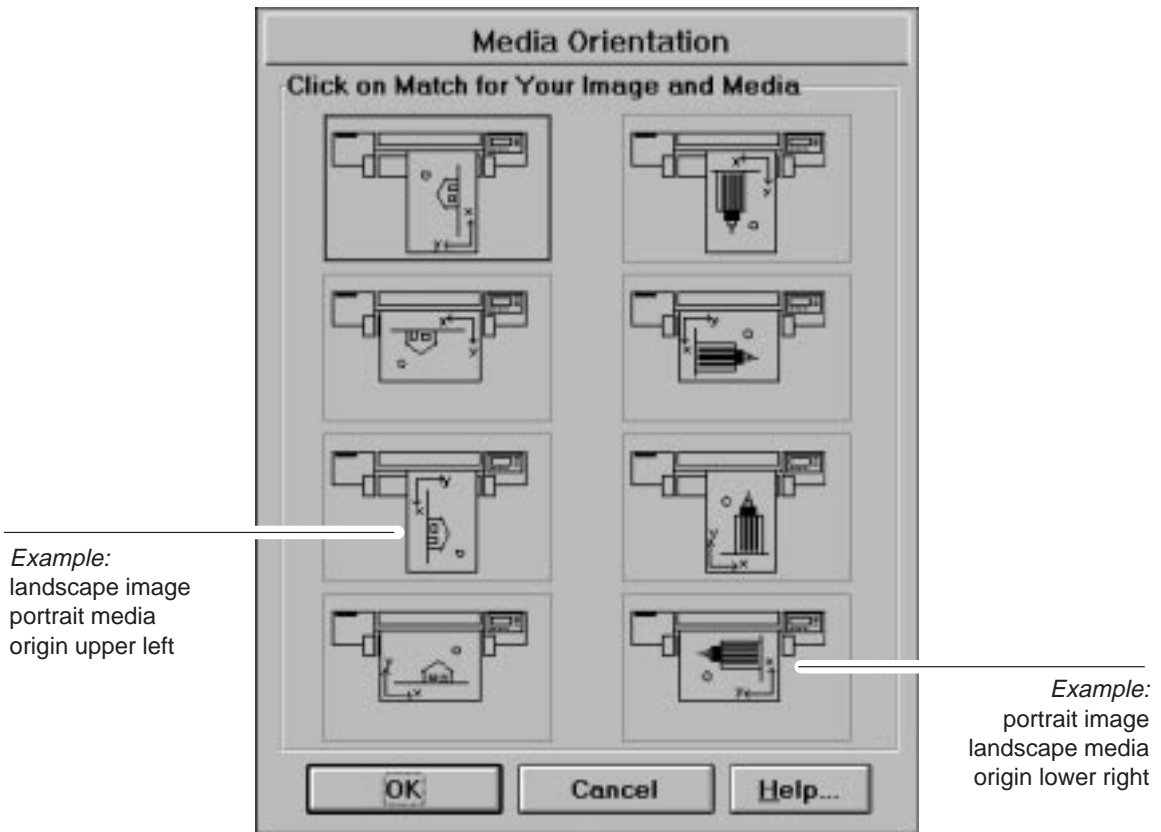 Media Orientation
Click on Match for Your Image and Media
Example:
landscape image
portrait media
origin upper left
Example:
portrait image
landscape media
origin lower right
OK
Cancel
Help...